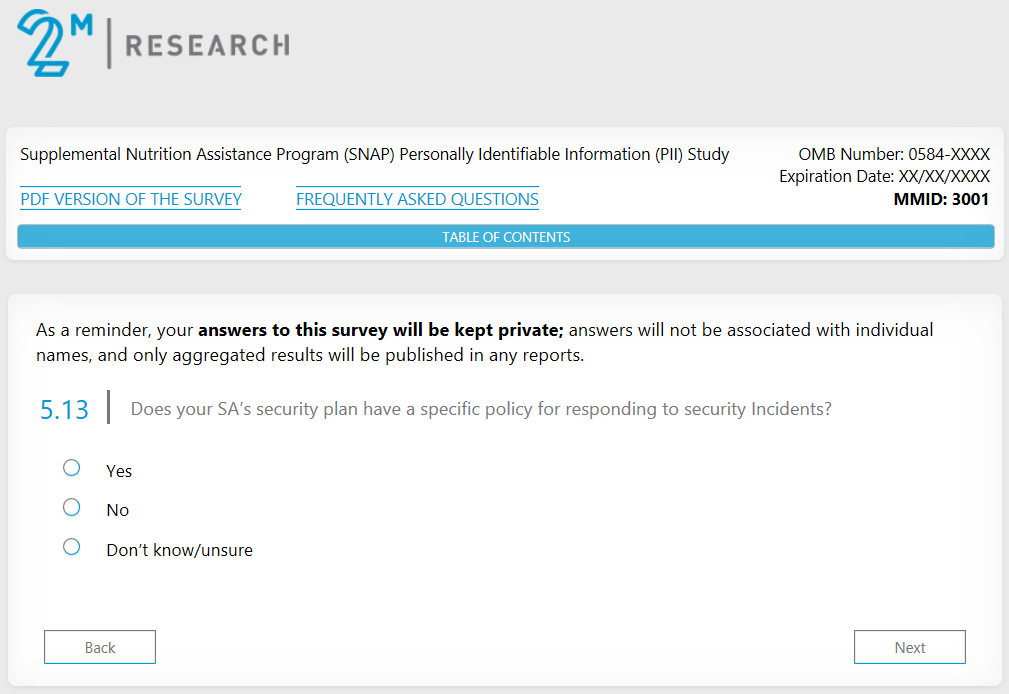 2M RESEARCH
Supplemental Nutrition Assistance Program (SNAP) Personally Identifiable Information (PII) Study
OMB Number: 0584-XXXX
Expiration Date: XX/XX/XXXX
PDF VERSION OF THE SURVEY
FREQUENTLY ASKED QUESTIONS
MMID: 3001
TABLE OF CONTENTS
As a reminder, your answers to this survey will be kept private; answers will not be associated with individual
names, and only aggregated results will be published in any reports.
5.13 Does your SA's security plan have a specific policy for responding to security Incidents?
Yes
No
Don't know/unsure
Back
Next